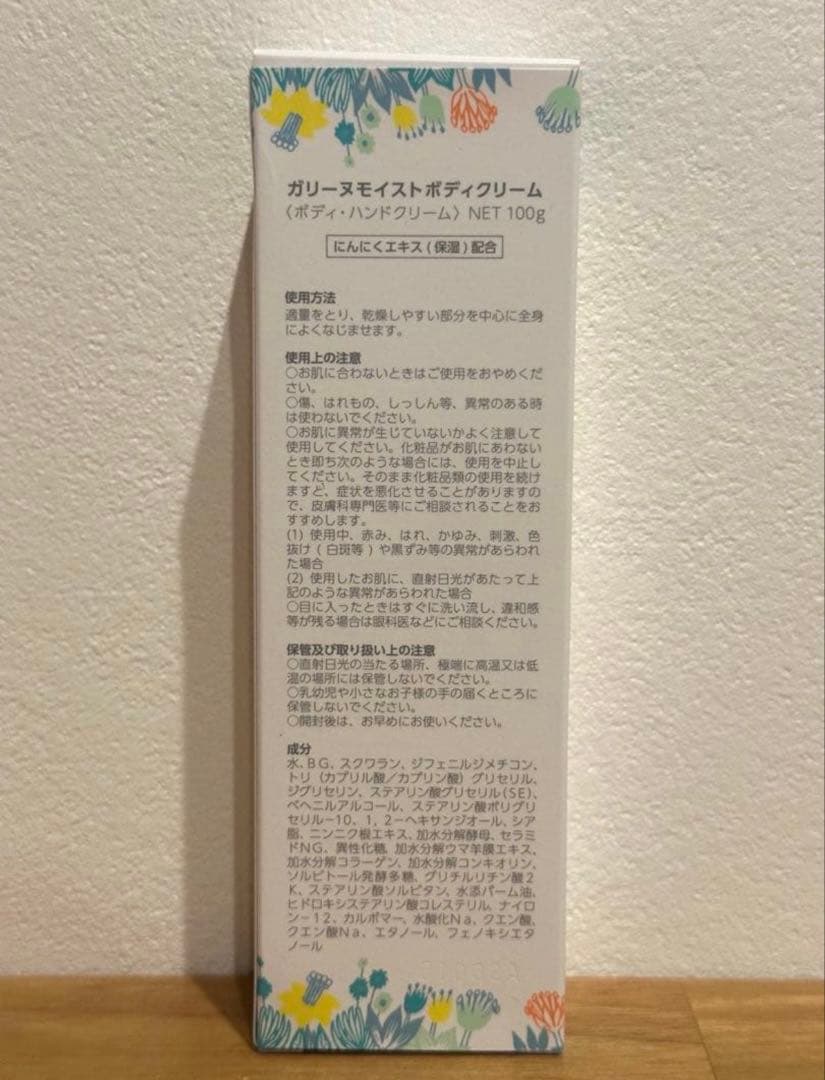 ガリーヌモイストボディクリーム
〈ボディ・ハンドクリーム〉NET 100g
にんにくエキス(保湿)配合
使用方法
適量をとり、乾燥しやすい部分を中心に全身
によくなじませます。
使用上の注意
○お肌に合わないときはご使用をおやめくだ
さい。
○傷、はれもの、しっしん等、異常のある時
は使わないでください。
○お肌に異常が生じていないかよく注意して
使用してください。化粧品がお肌にあわない
とき即ち次のような場合には、使用を中止し
てください。そのまま化粧品類の使用を続け
ますと、症状を悪化させることがありますの
で、皮膚科専門医等にご相談されることをお
すすめします。
(1) 使用中、赤み、はれ、かゆみ、刺激、色
抜け(白斑等)や黒ずみ等の異常があらわれ
た場合
(2) 使用したお肌に、直射日光があたって上
記のような異常があらわれた場合
○目に入ったときはすぐに洗い流し、違和感
等が残る場合は眼科医などにご相談ください。
保管及び取り扱い上の注意
○直射日光の当たる場所、極端に高温又は低
温の場所には保管しないでください。
○乳幼児や小さなお子様の手の届くところに
保管しないでください。
○開封後は、お早めにお使いください。
成分
水、BG、スクワラン、ジフェニルジメチコン、
トリ(カプリル酸/カプリン酸)グリセリル、
ジグリセリン、ステアリン酸グリセリル(SE)、
ベヘニルアルコール、ステアリン酸ポリグリ
セリル-10、1,2-ヘキサンジオール、シア
脂、ニンニク根エキス、加水分解酵母、セラミ
ドNG、異性化糖、加水分解ウマ羊膜エキス、
加水分解コラーゲン、加水分解コンキオリン、
ソルビトール発酵多糖、グリチルリチン酸2
K、ステアリン酸ソルビタン、水添パーム油、
ヒドロキシステアリン酸コレステリル、ナイロ
ン-12、カルボマー、水酸化Na、クエン酸、
クエン酸Na、エタノール、フェノキシエタ
ノール